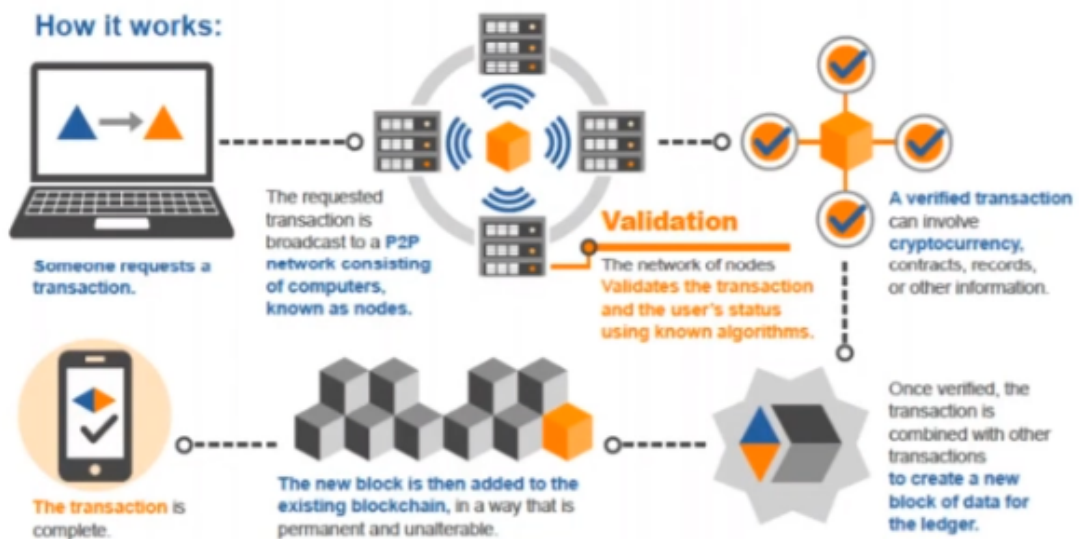 How it works:
Someone requests a
transaction.
The requested
transaction is
broadcast to a P2P
network consisting
of computers,
known as nodes.
Validation
The network of nodes
Validates the transaction
and the user's status
using known algorithms.
A verified transaction
can involve
cryptocurrency,
contracts, records,
or other information.
Once verified, the
transaction is
combined with other
transactions
to create a new
block of data for
the ledger.
The new block is then added to the
existing blockchain, in a way that is
permanent and unalterable.
The transaction is
complete.